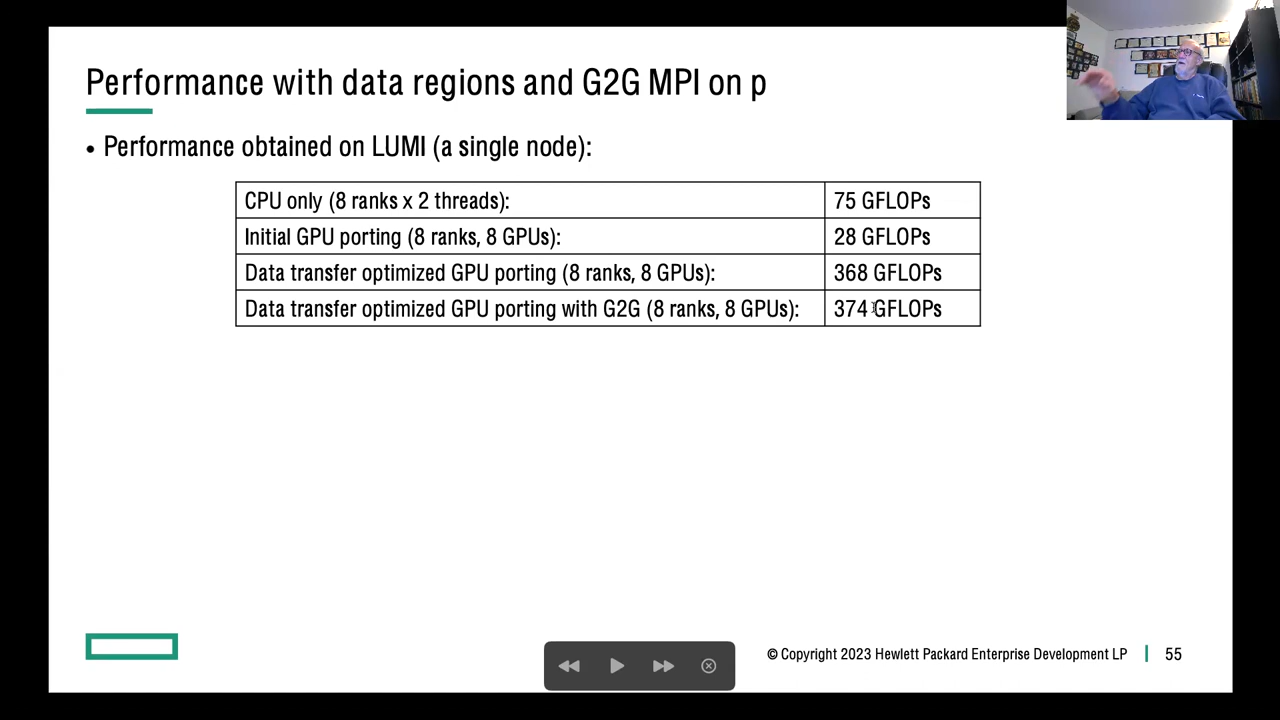 Performance with data regions and G2G MPI on p
• Performance obtained on LUMI (a single node):
CPU only (8 ranks x 2 threads): 75 GFLOPs
Initial GPU porting (8 ranks, 8 GPUs): 28 GFLOPs
Data transfer optimized GPU porting (8 ranks, 8 GPUs): 368 GFLOPs
Data transfer optimized GPU porting with G2G (8 ranks, 8 GPUs): 374 GFLOPs
© Copyright 2023 Hewlett Packard Enterprise Development LP 55